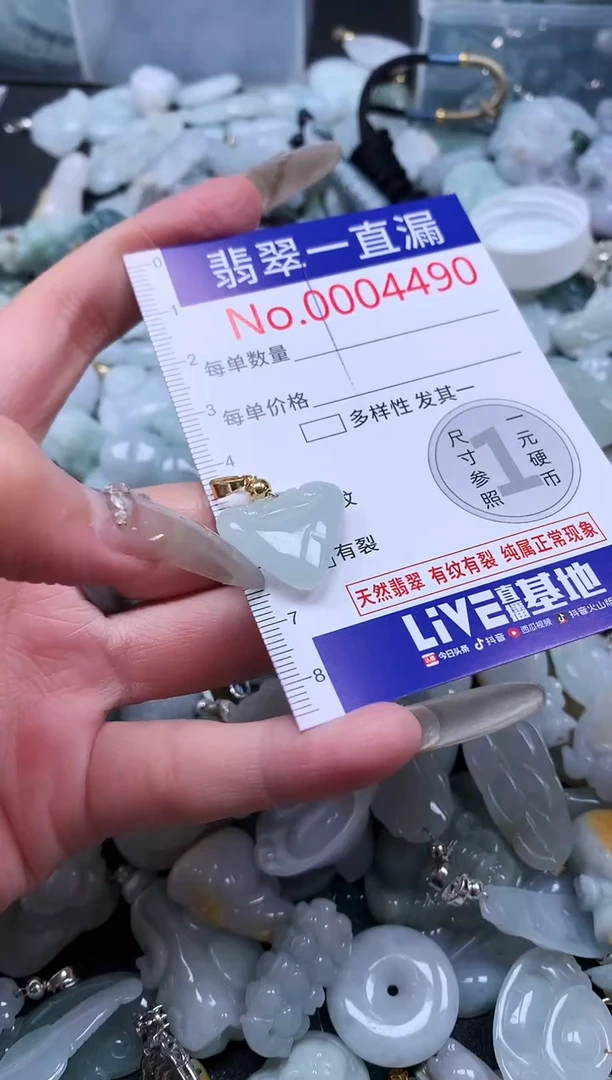 翡翠一直漏
No.0004490
0
1
2
每单数量
3
每单价格
多样性 发其一
4
尺寸参照
1
一元硬币
纹
有裂
天然翡翠 有纹有裂 纯属正常现象
7
LiVE直播基地
8
今日头条 抖音 西瓜视频 抖音火山版